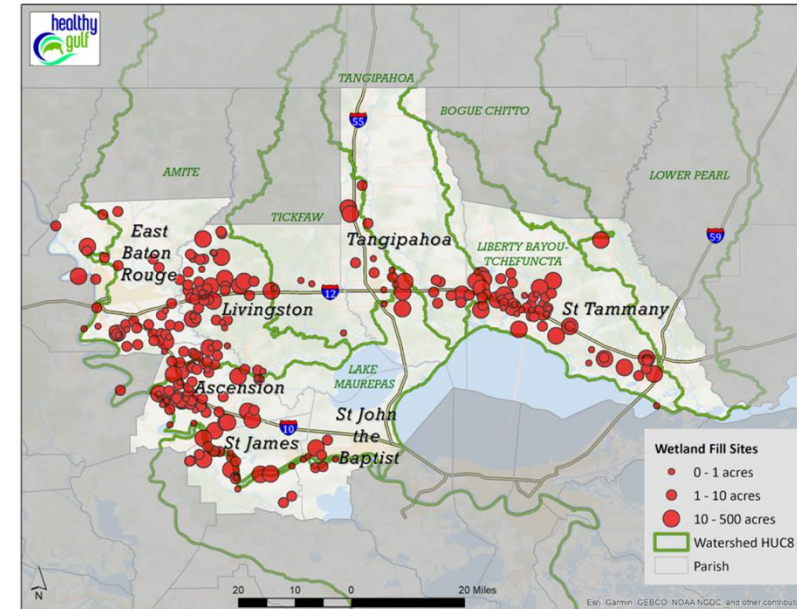 healthy
gulf
TANGIPAHOA
55
BOGUE CHITTO
AMITE
LOWER PEARL
TICKFAW
East
Baton
Rouge
59
Tangipahoa
LIBERTY BAYOU-
TCHEFUNCTA
12
Livingston
St Tammany
LAKE
MAUREPAS
Ascension
St John
the
Baptist
10
St James
Wetland Fill Sites
0 - 1 acres
1 - 10 acres
10 - 500 acres
Watershed HUC8
Parish
N
20 10 0 20 Miles
Esri, Garmin, GEBCO, NOAA NGDC, and other contributors